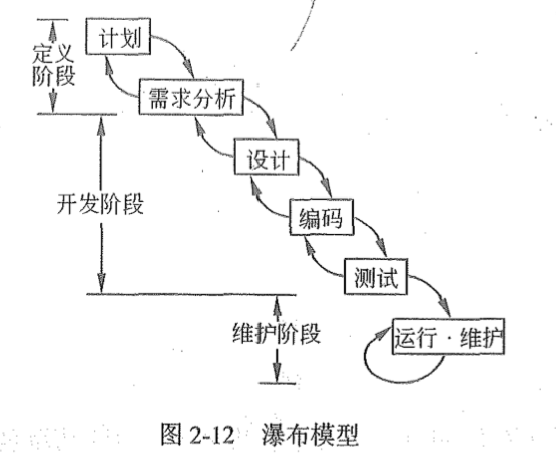 计划
定义
阶段
需求分析
设计
开发阶段
编码
测试
维护阶段
运行·维护
图 2-12 瀑布模型